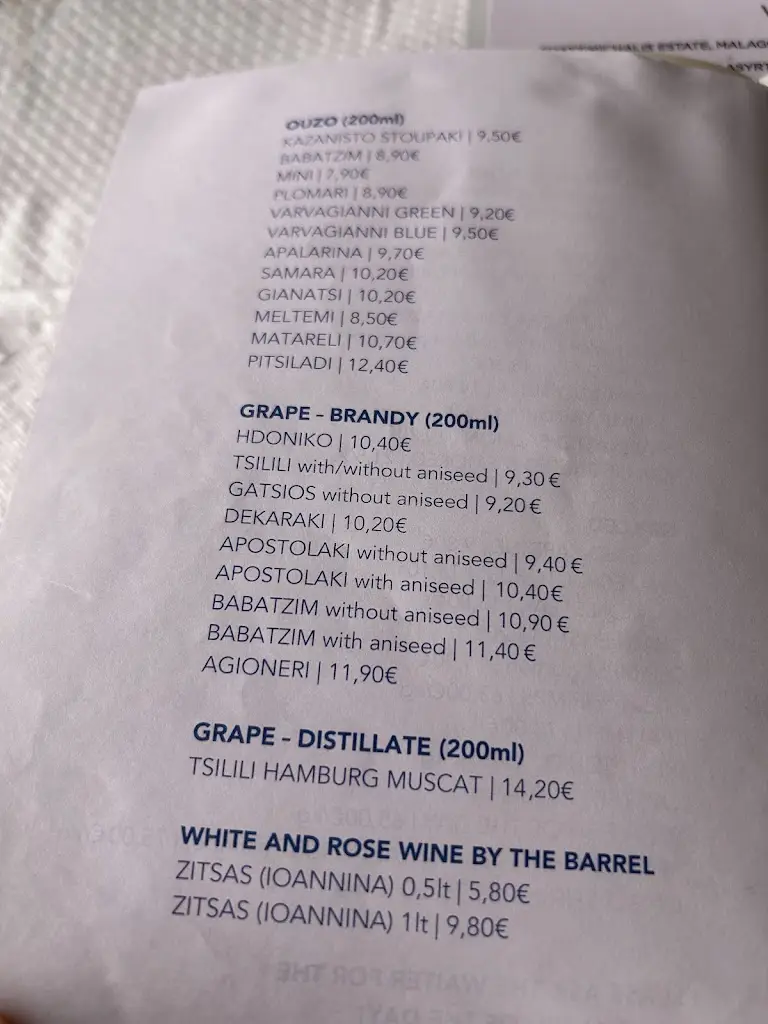 ESTATE, MALAG
OUZO (200ml)
KAZANISTO STOUPAKI | 9,50€
BABATZIM | 8,90€
MINI | 7,90€
PLOMARI | 8,90€
VARVAGIANNI GREEN | 9,20€
VARVAGIANNI BLUE | 9,50€
APALARINA | 9,70€
SAMARA | 10,20€
GIANATSI | 10,20€
MELTEMI | 8,50€
MATARELI | 10,70€
PITSILADI | 12,40€
GRAPE - BRANDY (200ml)
HDONIKO | 10,40€
TSILILI with/without aniseed | 9,30 €
GATSIOS without aniseed | 9,20 €
DEKARAKI | 10,20€
APOSTOLAKI without aniseed | 9,40 €
APOSTOLAKI with aniseed | 10,40€
BABATZIM without aniseed | 10,90 €
BABATZIM with aniseed | 11,40 €
AGIONERI | 11,90€
GRAPE - DISTILLATE (200ml)
TSILILI HAMBURG MUSCAT | 14,20€
WHITE AND ROSE WINE BY THE BARREL
ZITSAS (IOANNINA) 0,5lt | 5,80€
ZITSAS (IOANNINA) 1lt | 9,80€